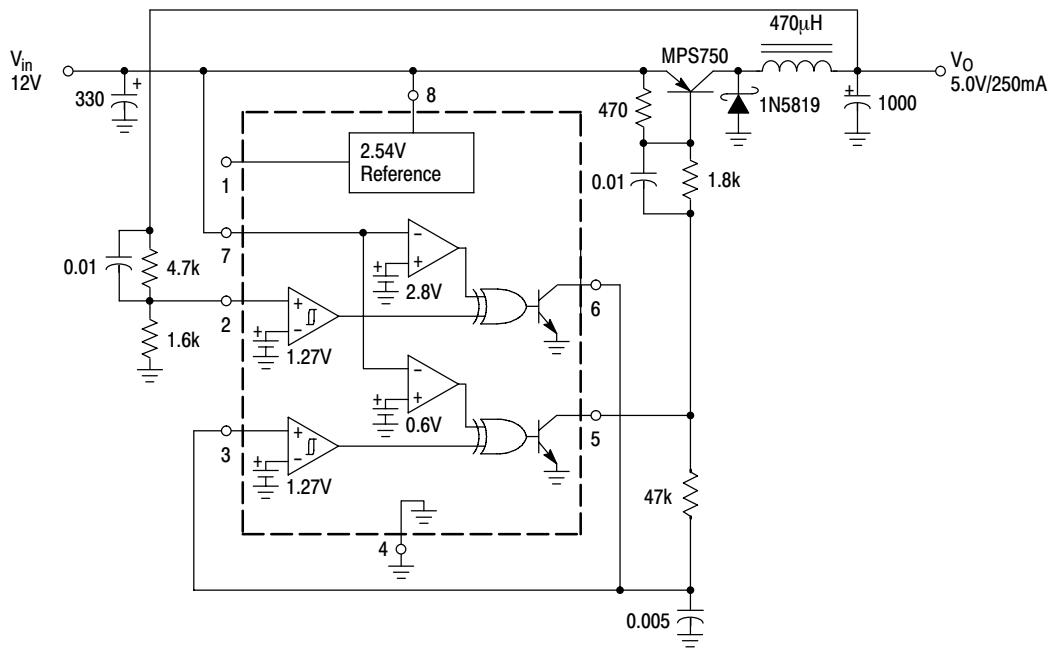 470μH
MPS750
Vin
12V
VO
5.0V/250mA
330
8
470
1N5819
1000
2.54V
Reference
1
0.01
1.8k
7
0.01
4.7k
–
+
+
2.8V
6
2
+
–
+
1.27V
1.6k
–
+
+
0.6V
5
3
+
–
+
1.27V
47k
4
0.005
+
+